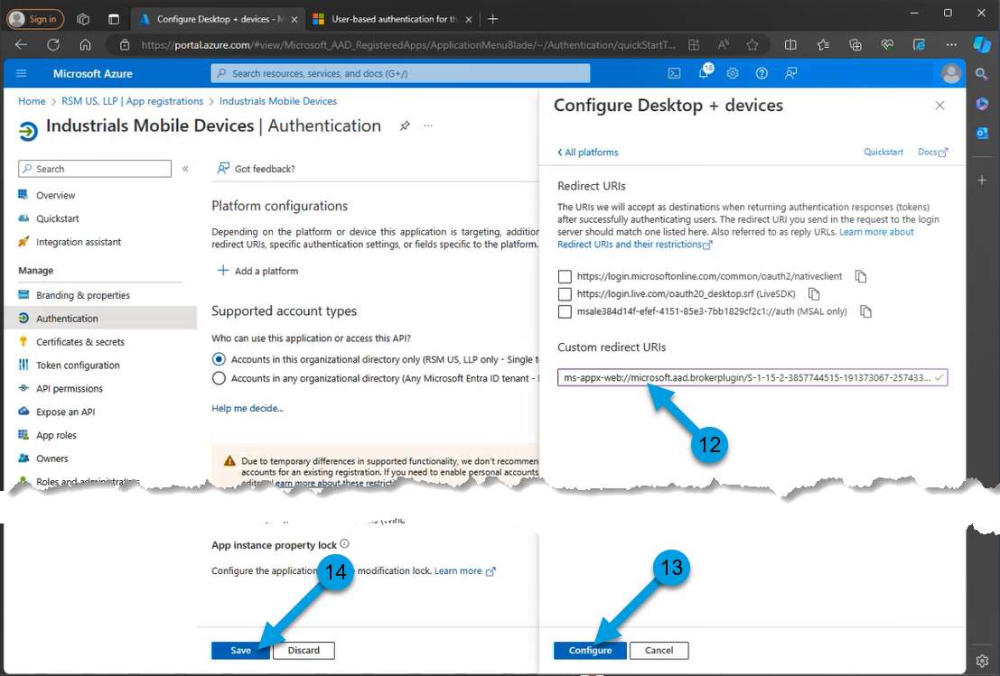 Sign in
Configure Desktop + devices - M
User-based authentication for th
https://portal.azure.com/#view/Microsoft_AAD_RegisteredApps/ApplicationMenuBlade/~/Authentication/quickStartT...
Microsoft Azure
Search resources, services, and docs (G+/)
18
Home > RSM US, LLP | App registrations > Industrials Mobile Devices
Industrials Mobile Devices | Authentication
Search
Got feedback?
Overview
Quickstart
Integration assistant
Manage
Branding & properties
Authentication
Certificates & secrets
Token configuration
API permissions
Expose an API
App roles
Owners
Roles and administrators
Platform configurations
Depending on the platform or device this application is targeting, addition
redirect URIs, specific authentication settings, or fields specific to the platform.
Add a platform
Supported account types
Who can use this application or access this API?
Accounts in this organizational directory only (RSM US, LLP only - Single t
Accounts in any organizational directory (Any Microsoft Entra ID tenant -
Help me decide...
Due to temporary differences in supported functionality, we don't recommend
accounts for an existing registration. If you need to enable personal accounts,
Learn more about these restricti
App instance property lock
Configure the application modification lock. Learn more
14
Save
Discard
Configure Desktop + devices
All platforms
Quickstart
Docs
Redirect URIs
The URIs we will accept as destinations when returning authentication responses (tokens)
after successfully authenticating users. The redirect URI you send in the request to the login
server should match one listed here. Also referred to as reply URLs. Learn more about
Redirect URIs and their restrictions
https://login.microsoftonline.com/common/oauth2/nativeclient
https://login.live.com/oauth20_desktop.srf (LiveSDK)
msale384d14f-efef-4151-85e3-7bb1829cf2c1://auth (MSAL only)
Custom redirect URIs
ms-appx-web://microsoft.aad.brokerplugin/S-1-15-2-3857744515-191373067-257433...
12
13
Configure
Cancel